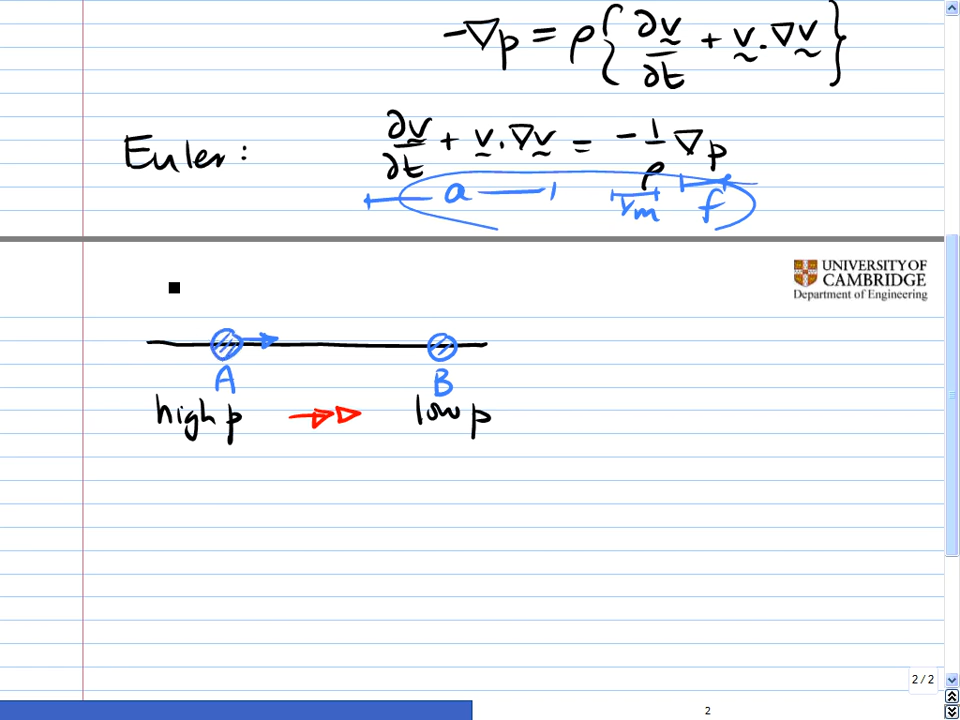 -∇p = ρ{∂v/∂t + v.∇v}
Euler: ∂v/∂t + v.∇v = -1/ρ ∇p
a 1/m f
UNIVERSITY OF
CAMBRIDGE
Department of Engineering
A B
high p low p
2 / 2
2